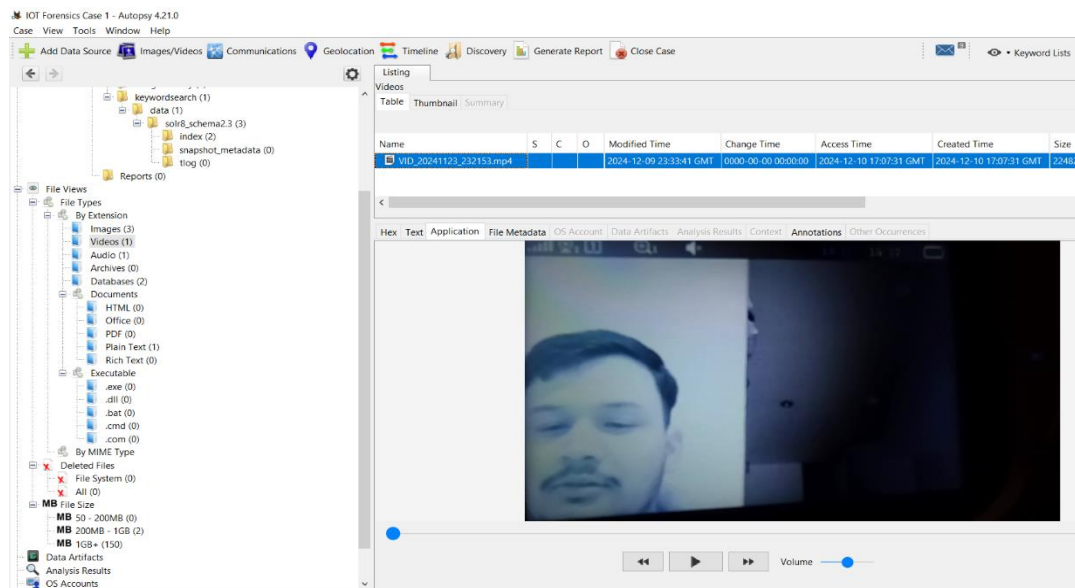 IOT Forensics Case 1 - Autopsy 4.21.0
Case View Tools Window Help
Add Data Source Images/Videos Communications Geolocation Timeline Discovery Generate Report Close Case Keyword Lists
Listing
Videos
Table Thumbnail Summary
Name S C O Modified Time Change Time Access Time Created Time Size
VID_20241123_232153.mp4 2024-12-09 23:33:41 GMT 0000-00-00 00:00:00 2024-12-10 17:07:31 GMT 2024-12-10 17:07:31 GMT
Hex Text Application File Metadata OS Account Data Artifacts Analysis Results Context Annotations Other Occurrences
Volume
keywordsearch (1)
data (1)
solr8_schema2.3 (3)
index (2)
snapshot_metadata (0)
tlog (0)
Reports (0)
File Views
File Types
By Extension
Images (3)
Videos (1)
Audio (1)
Archives (0)
Databases (2)
Documents
HTML (0)
Office (0)
PDF (0)
Plain Text (1)
Rich Text (0)
Executable
.exe (0)
.dll (0)
.bat (0)
.cmd (0)
.com (0)
By MIME Type
Deleted Files
File System (0)
All (0)
MB File Size
MB 50 - 200MB (0)
MB 200MB - 1GB (2)
MB 1GB+ (150)
Data Artifacts
Analysis Results
OS Accounts